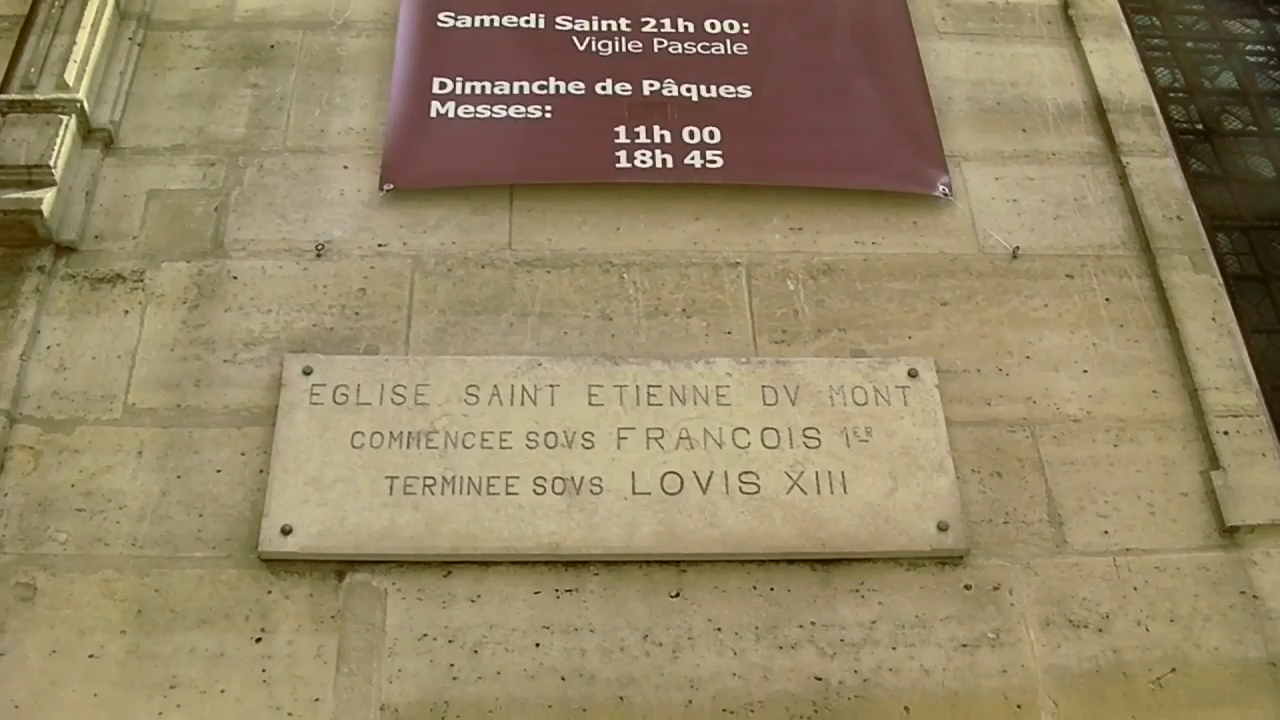 Samedi Saint 21h 00:
Vigile Pascale
Dimanche de Pâques
Messes:
11h 00
18h 45
EGLISE SAINT ETIENNE DV MONT
COMMENCEE SOVS FRANCOIS 1ER
TERMINEE SOVS LOVIS XIII